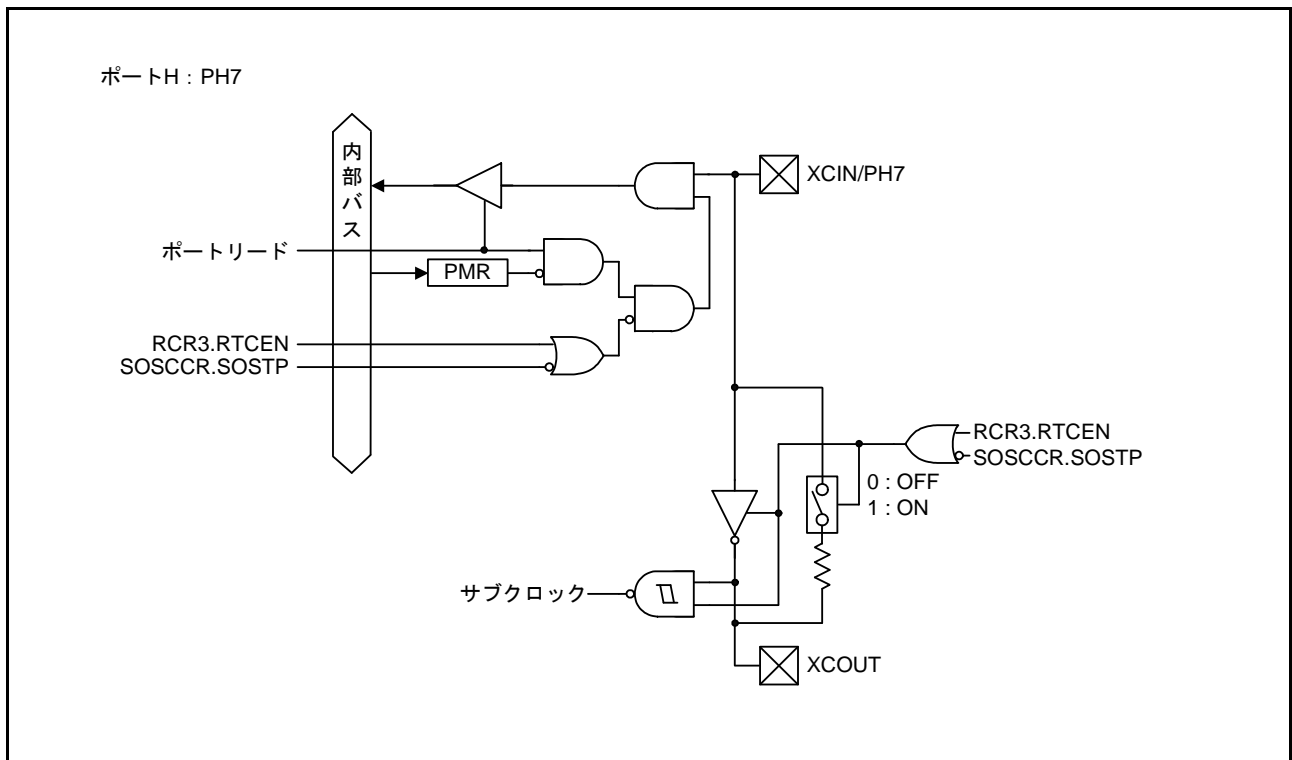 ポートH : PH7
内部バス
XCIN/PH7
ポートリード
PMR
RCR3.RTCEN
SOSCCR.SOSTP
RCR3.RTCEN
SOSCCR.SOSTP
0 : OFF
1 : ON
サブクロック
XCOUT